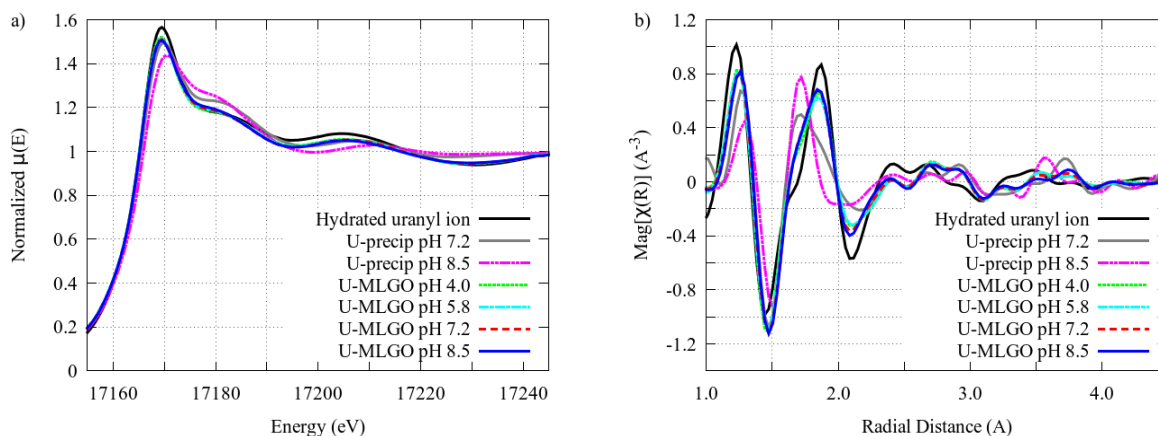 a)
Normalized μ(E)
1.6
1.4
1.2
1
0.8
0.6
0.4
0.2
0
17160
17180
17200
17220
17240
Energy (eV)
Hydrated uranyl ion
U-precip pH 7.2
U-precip pH 8.5
U-MLGO pH 4.0
U-MLGO pH 5.8
U-MLGO pH 7.2
U-MLGO pH 8.5
b)
Mag[χ(R)] (A⁻³)
1.2
0.8
0.4
0
-0.4
-0.8
-1.2
1.0
2.0
3.0
4.0
Radial Distance (A)
Hydrated uranyl ion
U-precip pH 7.2
U-precip pH 8.5
U-MLGO pH 4.0
U-MLGO pH 5.8
U-MLGO pH 7.2
U-MLGO pH 8.5